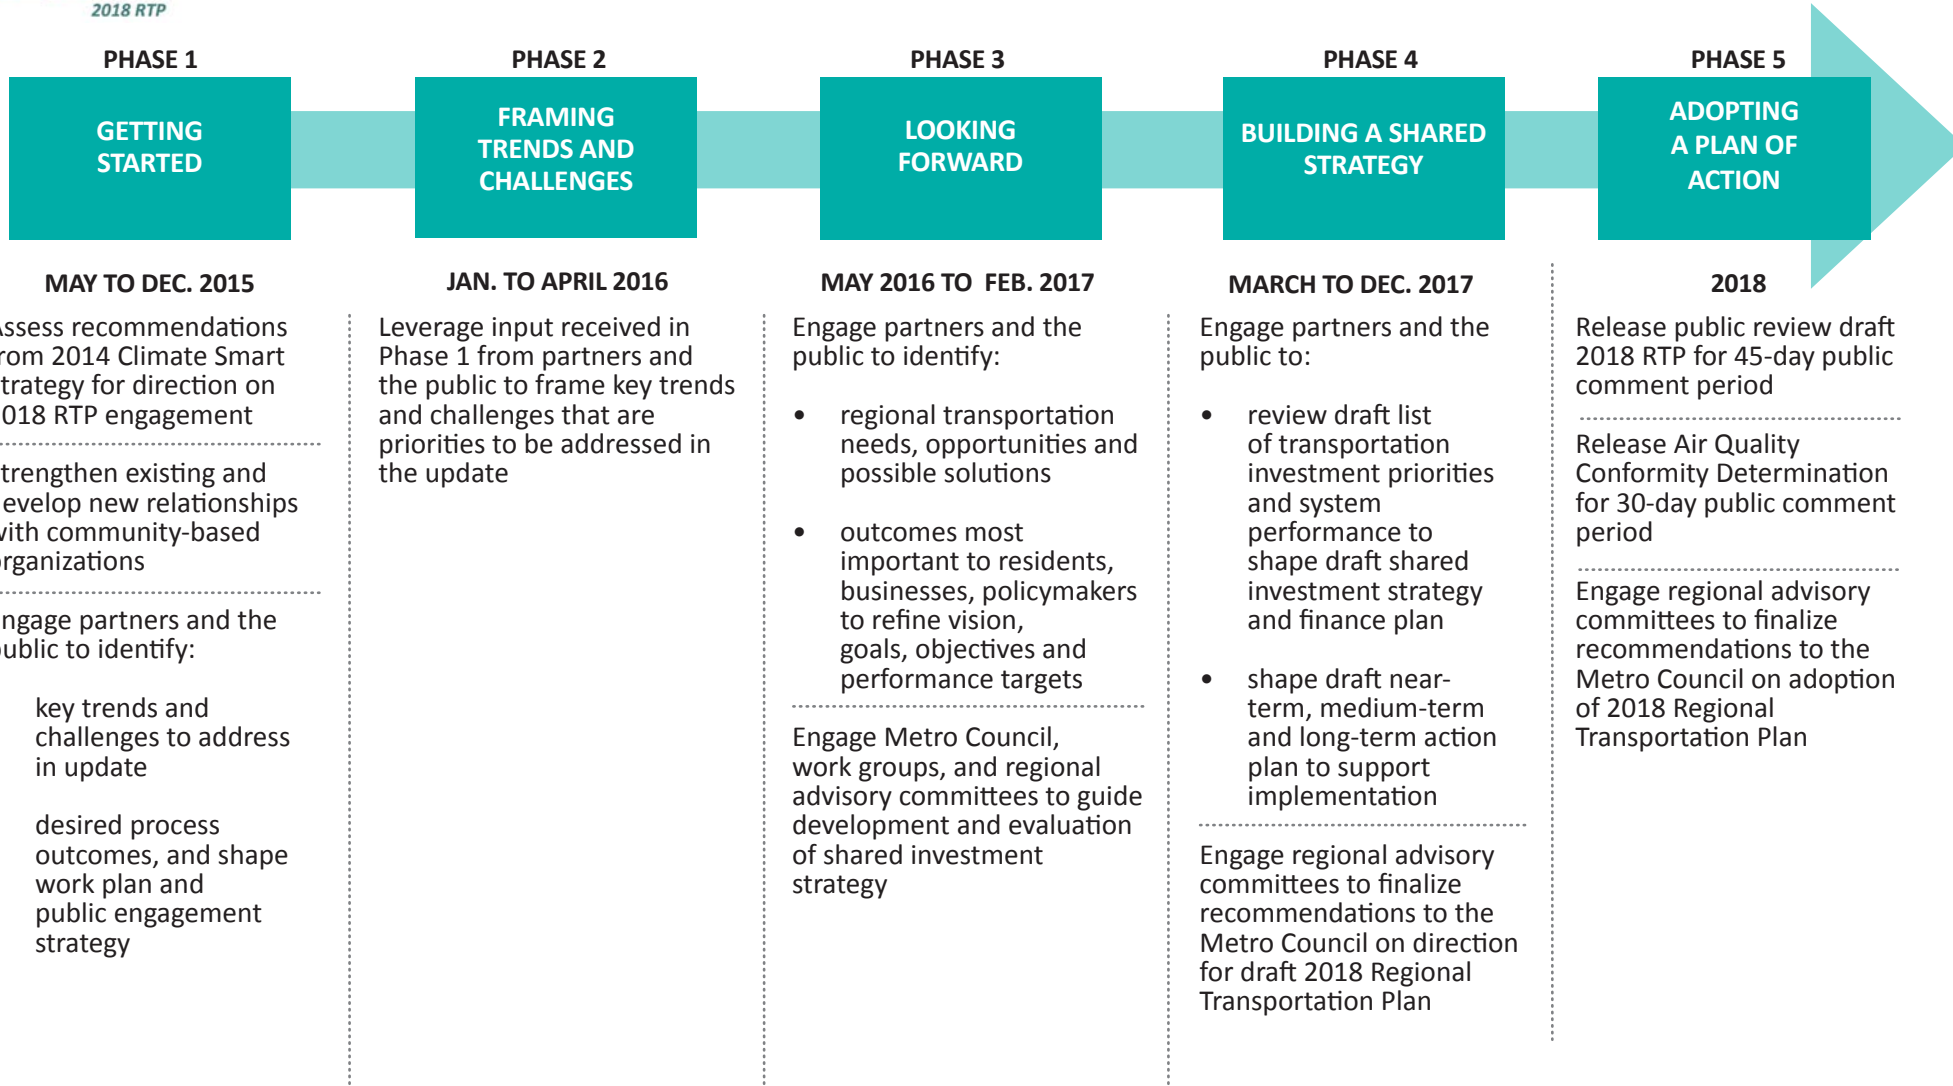 2018 RTP
PHASE 1
GETTING
STARTED
MAY TO DEC. 2015
Assess recommendations
from 2014 Climate Smart
trategy for direction on
2018 RTP engagement
trengthen existing and
develop new relationships
with community-based
organizations
ngage partners and the
public to identify:
key trends and
challenges to address
in update
desired process
outcomes, and shape
work plan and
public engagement
strategy
PHASE 2
FRAMING
TRENDS AND
CHALLENGES
JAN. TO APRIL 2016
Leverage input received in
Phase 1 from partners and
the public to frame key trends
and challenges that are
priorities to be addressed in
the update
PHASE 3
LOOKING
FORWARD
MAY 2016 TO FEB. 2017
Engage partners and the
public to identify:
• regional transportation
needs, opportunities and
possible solutions
• outcomes most
important to residents,
businesses, policymakers
to refine vision,
goals, objectives and
performance targets
Engage Metro Council,
work groups, and regional
advisory committees to guide
development and evaluation
of shared investment
strategy
PHASE 4
BUILDING A SHARED
STRATEGY
MARCH TO DEC. 2017
Engage partners and the
public to:
• review draft list
of transportation
investment priorities
and system
performance to
shape draft shared
investment strategy
and finance plan
• shape draft near-
term, medium-term
and long-term action
plan to support
implementation
Engage regional advisory
committees to finalize
recommendations to the
Metro Council on direction
for draft 2018 Regional
Transportation Plan
PHASE 5
ADOPTING
A PLAN OF
ACTION
2018
Release public review draft
2018 RTP for 45-day public
comment period
Release Air Quality
Conformity Determination
for 30-day public comment
period
Engage regional advisory
committees to finalize
recommendations to the
Metro Council on adoption
of 2018 Regional
Transportation Plan